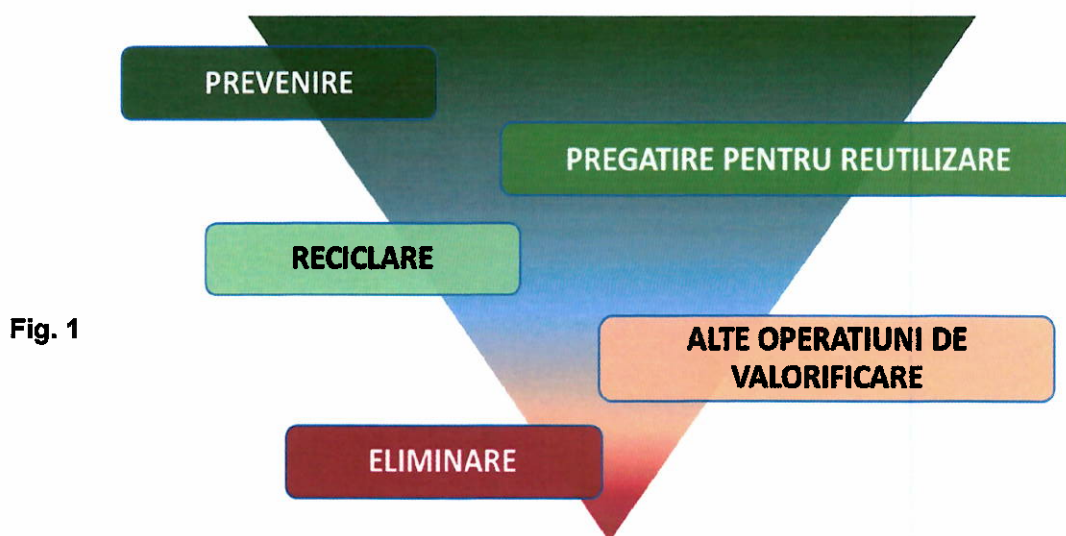 PREVENIRE
PREGATIRE PENTRU REUTILIZARE
RECICLARE
Fig. 1
ALTE OPERATIUNI DE
VALORIFICARE
ELIMINARE